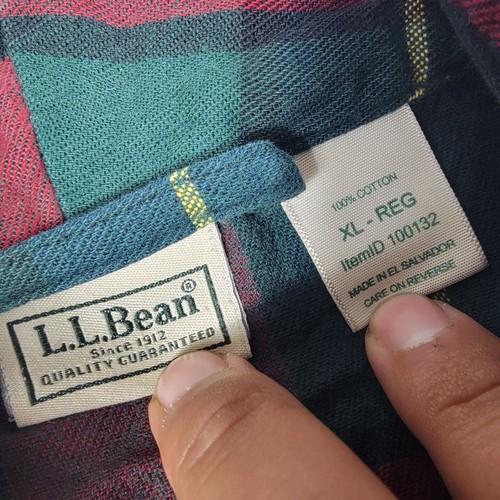 L.L.Bean®
Since 1912
QUALITY GUARANTEED
100% COTTON
XL - REG
ItemID 100132
MADE IN EL SALVADOR
CARE ON REVERSE